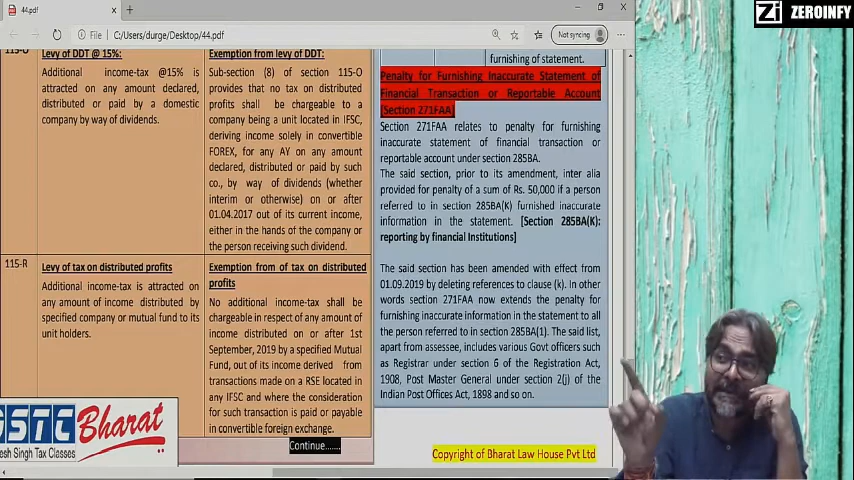 44.pdf
File
C:/Users/durge/Desktop/44.pdf
Not syncing
ZEROINFY
115-O
Levy of DDT @ 15%:
Additional income-tax @15% is
attracted on any amount declared,
distributed or paid by a domestic
company by way of dividends.
Exemption from levy of DDT:
Sub-section (8) of section 115-O
provides that no tax on distributed
profits shall be chargeable to a
company being a unit located in IFSC,
deriving income solely in convertible
FOREX, for any AY on any amount
declared, distributed or paid by such
co., by way of dividends (whether
interim or otherwise) on or after
01.04.2017 out of its current income,
either in the hands of the company or
the person receiving such dividend.
115-R
Levy of tax on distributed profits
Additional income-tax is attracted on
any amount of income distributed by
specified company or mutual fund to its
unit holders.
Exemption from of tax on distributed
profits
No additional income-tax shall be
chargeable in respect of any amount of
income distributed on or after 1st
September, 2019 by a specified Mutual
Fund, out of its income derived from
transactions made on a RSE located in
any IFSC and where the consideration
for such transaction is paid or payable
in convertible foreign exchange.
Continue.......
furnishing of statement.
Penalty for Furnishing Inaccurate Statement of
Financial Transaction or Reportable Account
[Section 271FAA]
Section 271FAA relates to penalty for furnishing
inaccurate statement of financial transaction or
reportable account under section 285BA.
The said section, prior to its amendment, inter alia
provided for penalty of a sum of Rs. 50,000 if a person
referred to in section 285BA(K) furnished inaccurate
information in the statement. [Section 285BA(K):
reporting by financial Institutions]
The said section has been amended with effect from
01.09.2019 by deleting references to clause (k). In other
words section 271FAA now extends the penalty for
furnishing inaccurate information in the statement to all
the person referred to in section 285BA(1). The said list,
apart from assessee, includes various Govt officers such
as Registrar under section 6 of the Registration Act,
1908, Post Master General under section 2(j) of the
Indian Post Offices Act, 1898 and so on.
Copyright of Bharat Law House Pvt Ltd
GSTC Bharat
esh Singh Tax Classes